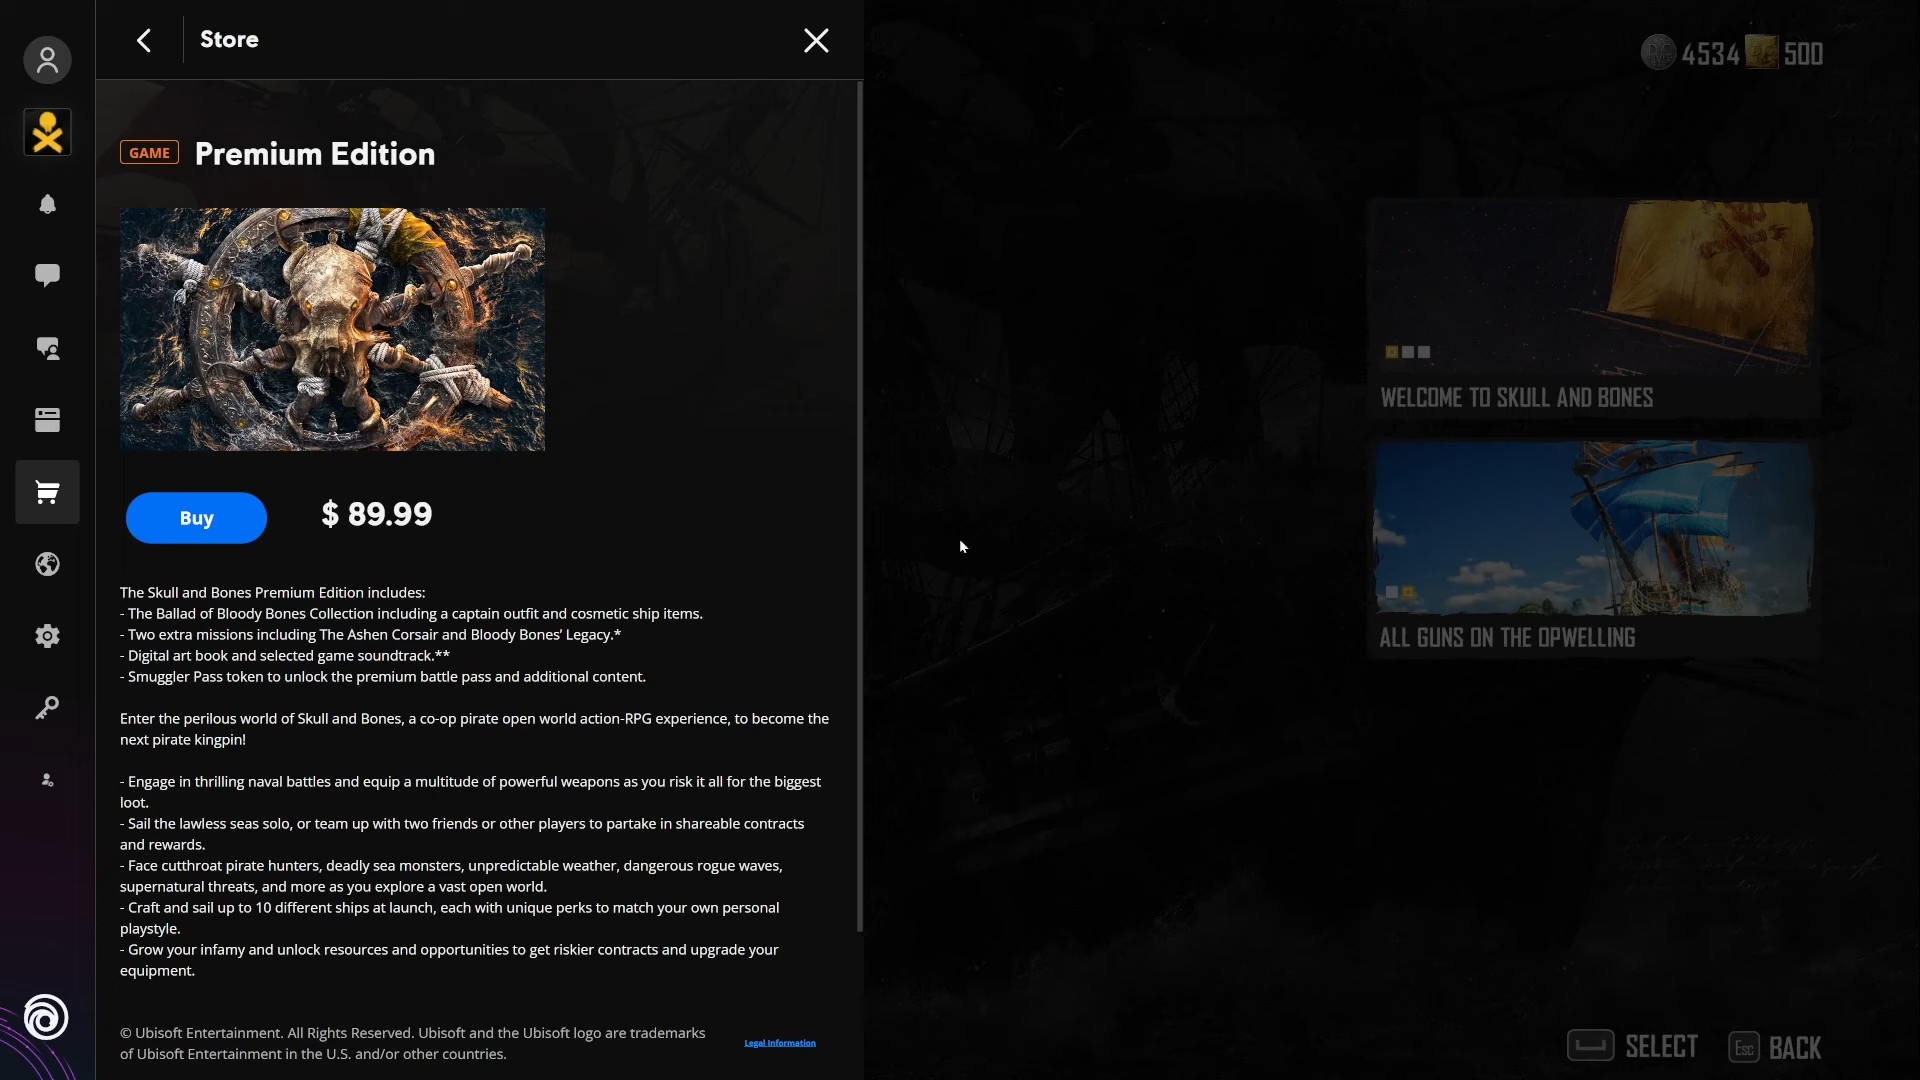 Store
4534 500
GAME Premium Edition
Buy $ 89.99
The Skull and Bones Premium Edition includes:
- The Ballad of Bloody Bones Collection including a captain outfit and cosmetic ship items.
- Two extra missions including The Ashen Corsair and Bloody Bones’ Legacy.*
- Digital art book and selected game soundtrack.**
- Smuggler Pass token to unlock the premium battle pass and additional content.
Enter the perilous world of Skull and Bones, a co-op pirate open world action-RPG experience, to become the
next pirate kingpin!
- Engage in thrilling naval battles and equip a multitude of powerful weapons as you risk it all for the biggest
loot.
- Sail the lawless seas solo, or team up with two friends or other players to partake in shareable contracts
and rewards.
- Face cutthroat pirate hunters, deadly sea monsters, unpredictable weather, dangerous rogue waves,
supernatural threats, and more as you explore a vast open world.
- Craft and sail up to 10 different ships at launch, each with unique perks to match your own personal
playstyle.
- Grow your infamy and unlock resources and opportunities to get riskier contracts and upgrade your
equipment.
© Ubisoft Entertainment. All Rights Reserved. Ubisoft and the Ubisoft logo are trademarks
of Ubisoft Entertainment in the U.S. and/or other countries.
Legal Information
WELCOME TO SKULL AND BONES
ALL GUNS ON THE OPWELLING
SELECT
Esc BACK